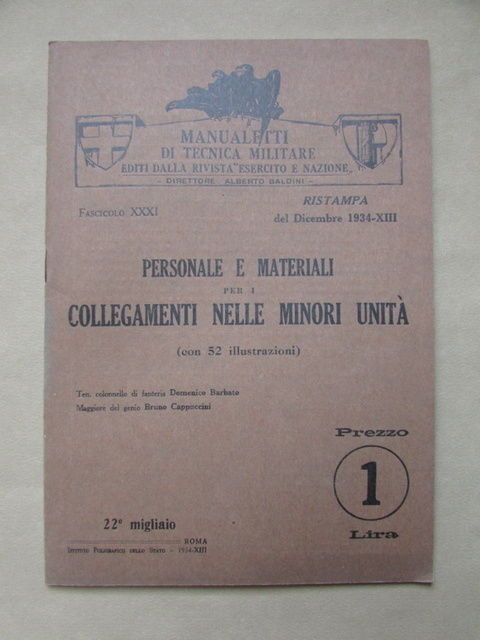 MANUALETTI
DI TECNICA MILITARE
EDITI DALLA RIVISTA "ESERCITO E NAZIONE"
- DIRETTORE ALBERTO BALDINI -
FASCICOLO XXXI
RISTAMPA
del Dicembre 1934-XIII
PERSONALE E MATERIALI
PER I
COLLEGAMENTI NELLE MINORI UNITÀ
(con 52 illustrazioni)
Ten. colonnello di fanteria Domenico Barbato
Maggiore del genio Bruno Cappuccini
Prezzo
1
Lira
22º migliaio
ROMA
ISTITUTO POLIGRAFICO DELLO STATO - 1934-XIII